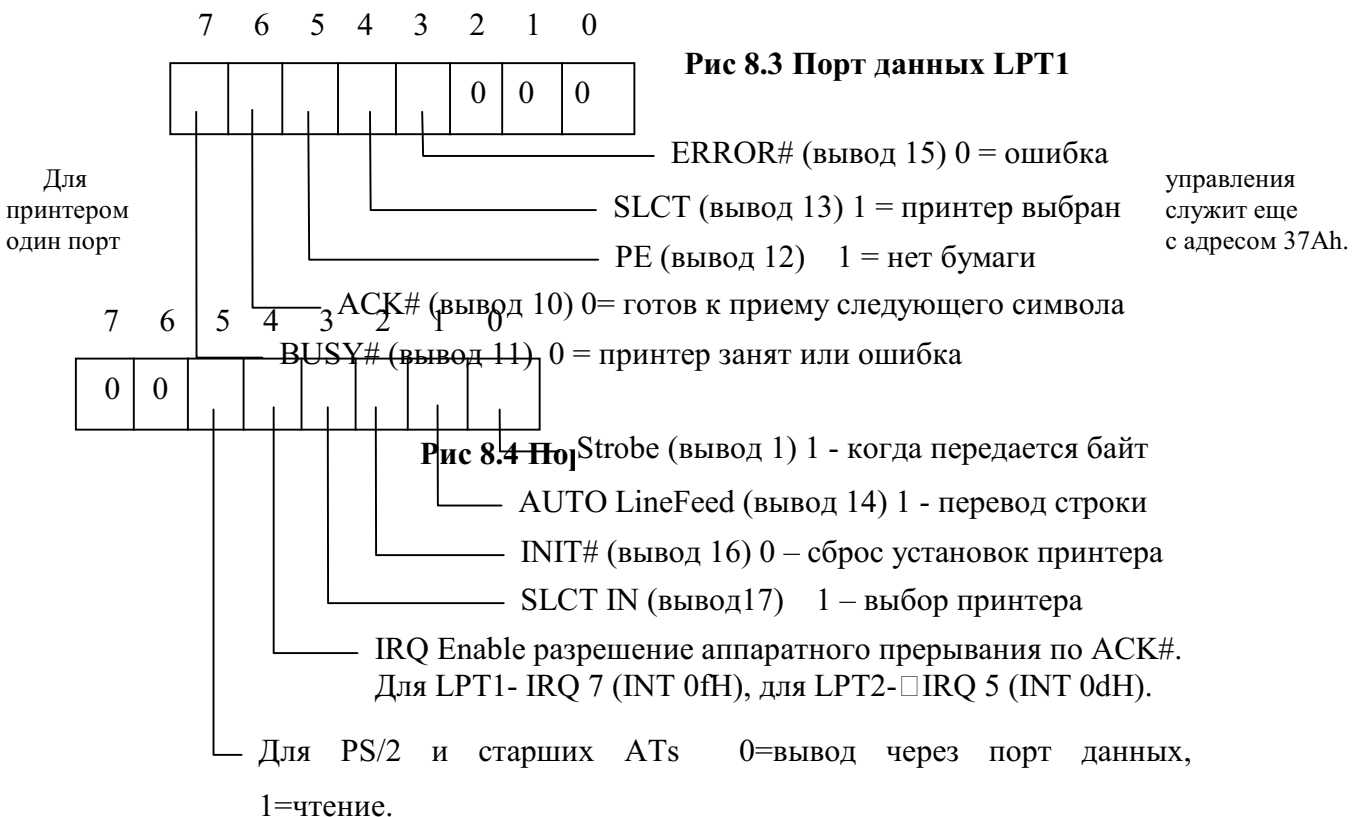 7 6 5 4 3 2 1 0
Рис 8.3 Порт данных LPT1
0 0 0
ERROR# (вывод 15) 0 = ошибка
Для
принтером
один порт
SLCT (вывод 13) 1 = принтер выбран
управления
служит еще
с адресом 37Ah.
PE (вывод 12) 1 = нет бумаги
ACK# (вывод 10) 0= готов к приему следующего символа
7 6 5 4 3 2 1 0
BUSY# (вывод 11) 0 = принтер занят или ошибка
0 0
Рис 8.4
Strobe (вывод 1) 1 - когда передается байт
AUTO LineFeed (вывод 14) 1 - перевод строки
INIT# (вывод 16) 0 – сброс установок принтера
SLCT IN (вывод17) 1 – выбор принтера
IRQ Enable разрешение аппаратного прерывания по ACK#.
Для LPT1- IRQ 7 (INT 0fH), для LPT2-□IRQ 5 (INT 0dH).
Для PS/2 и старших ATs 0=вывод через порт данных,
1=чтение.